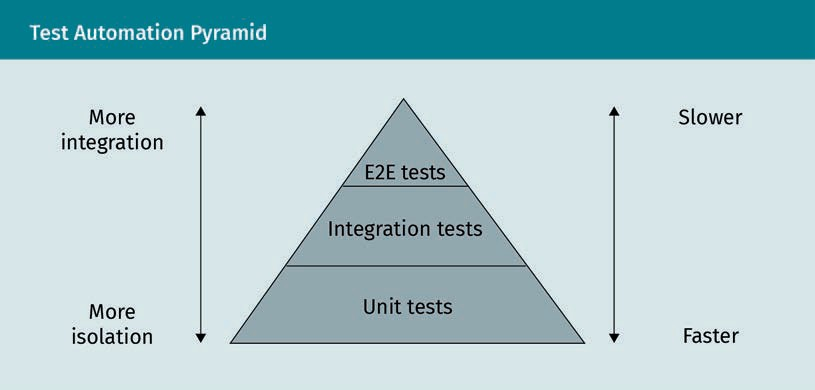 Test Automation Pyramid
More
integration
Slower
E2E tests
Integration tests
Unit tests
More
isolation
Faster